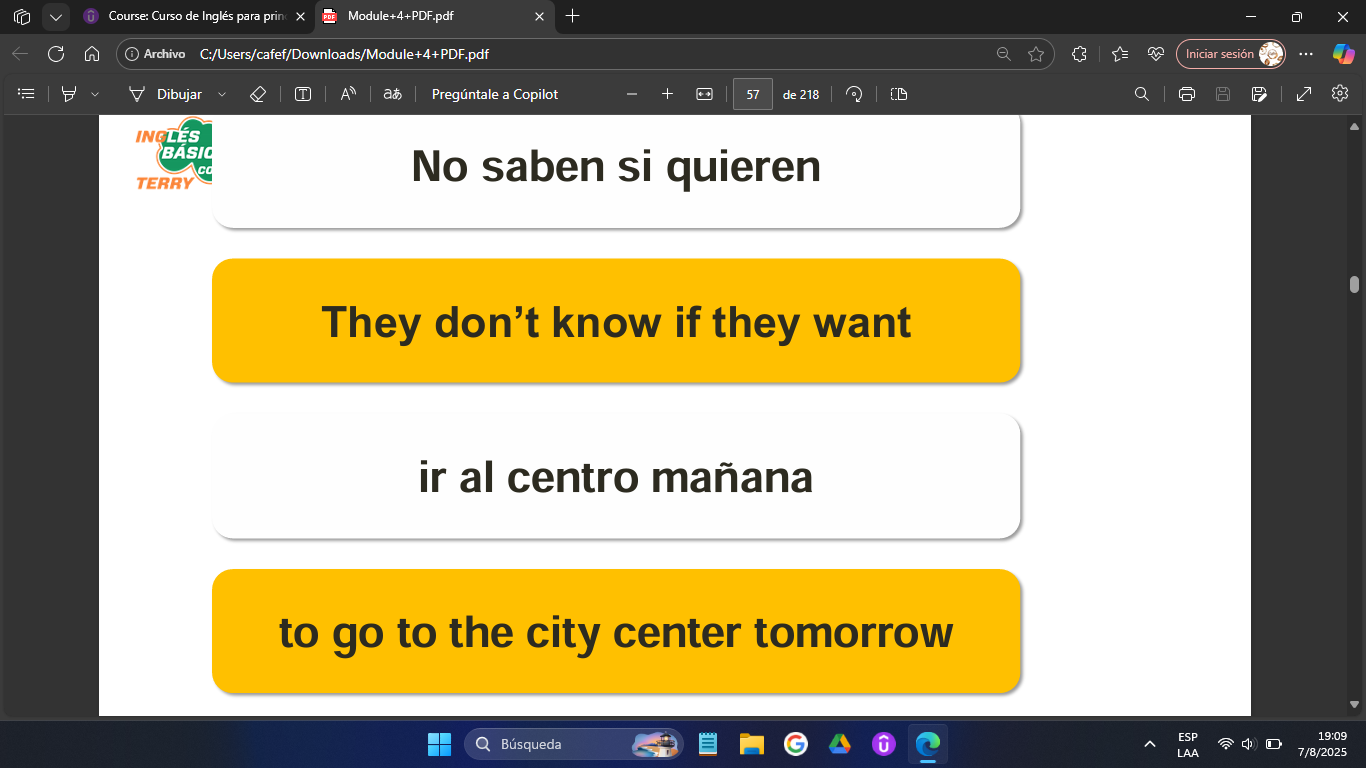 Course: Curso de Inglés para prin
Module+4+PDF.pdf
Archivo
C:/Users/cafef/Downloads/Module+4+PDF.pdf
Iniciar sesión
Dibujar
Pregúntale a Copilot
57
de 218
INGLÉS
BÁSIC
CO
TERRY
No saben si quieren
They don’t know if they want
ir al centro mañana
to go to the city center tomorrow
Búsqueda
ESP
LAA
19:09
7/8/2025